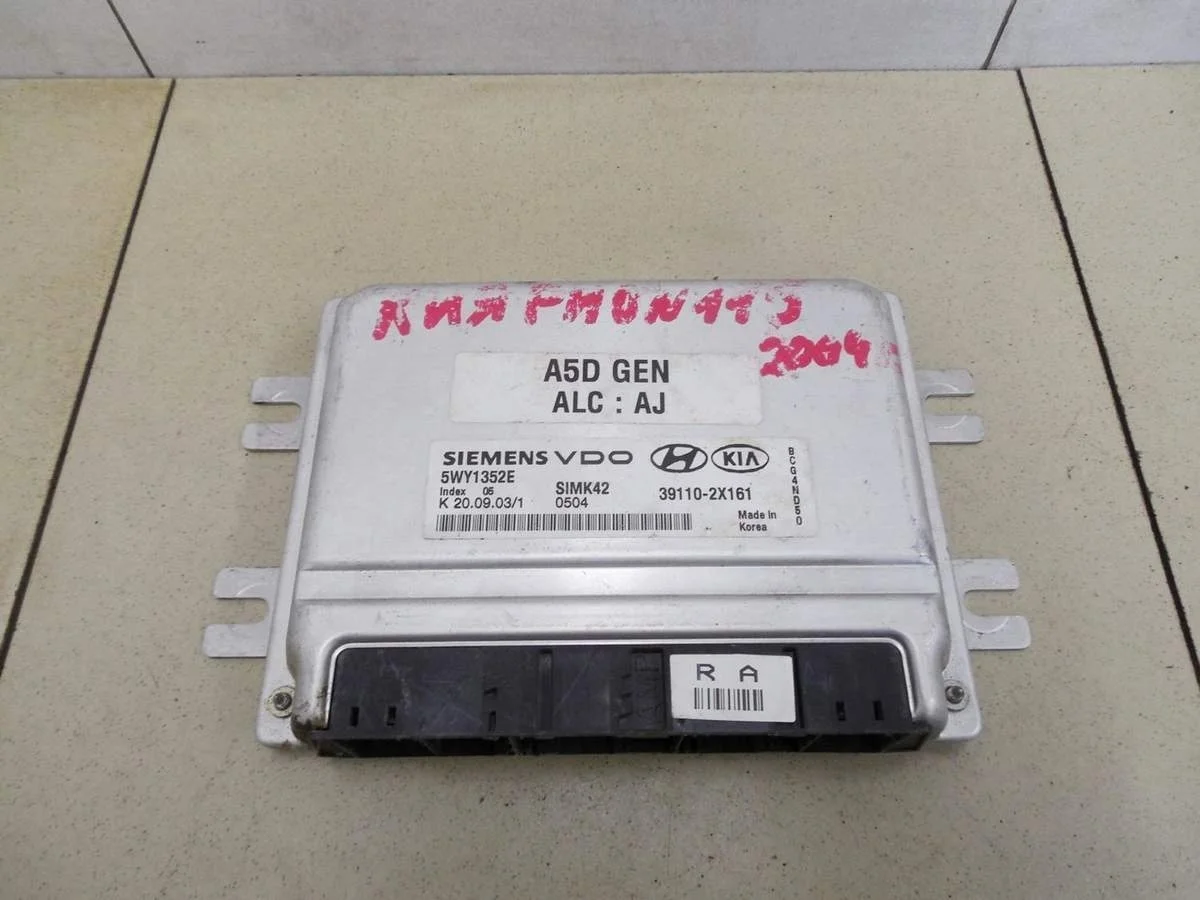 КИЯ
2004
A5D GEN
ALC : AJ
SIEMENS VDO KIA
5WY1352E
Index 05 SIMK42
K 20.09.03/1 0504 39110-2X161
Made In
Korea
BCG4ND50
R A